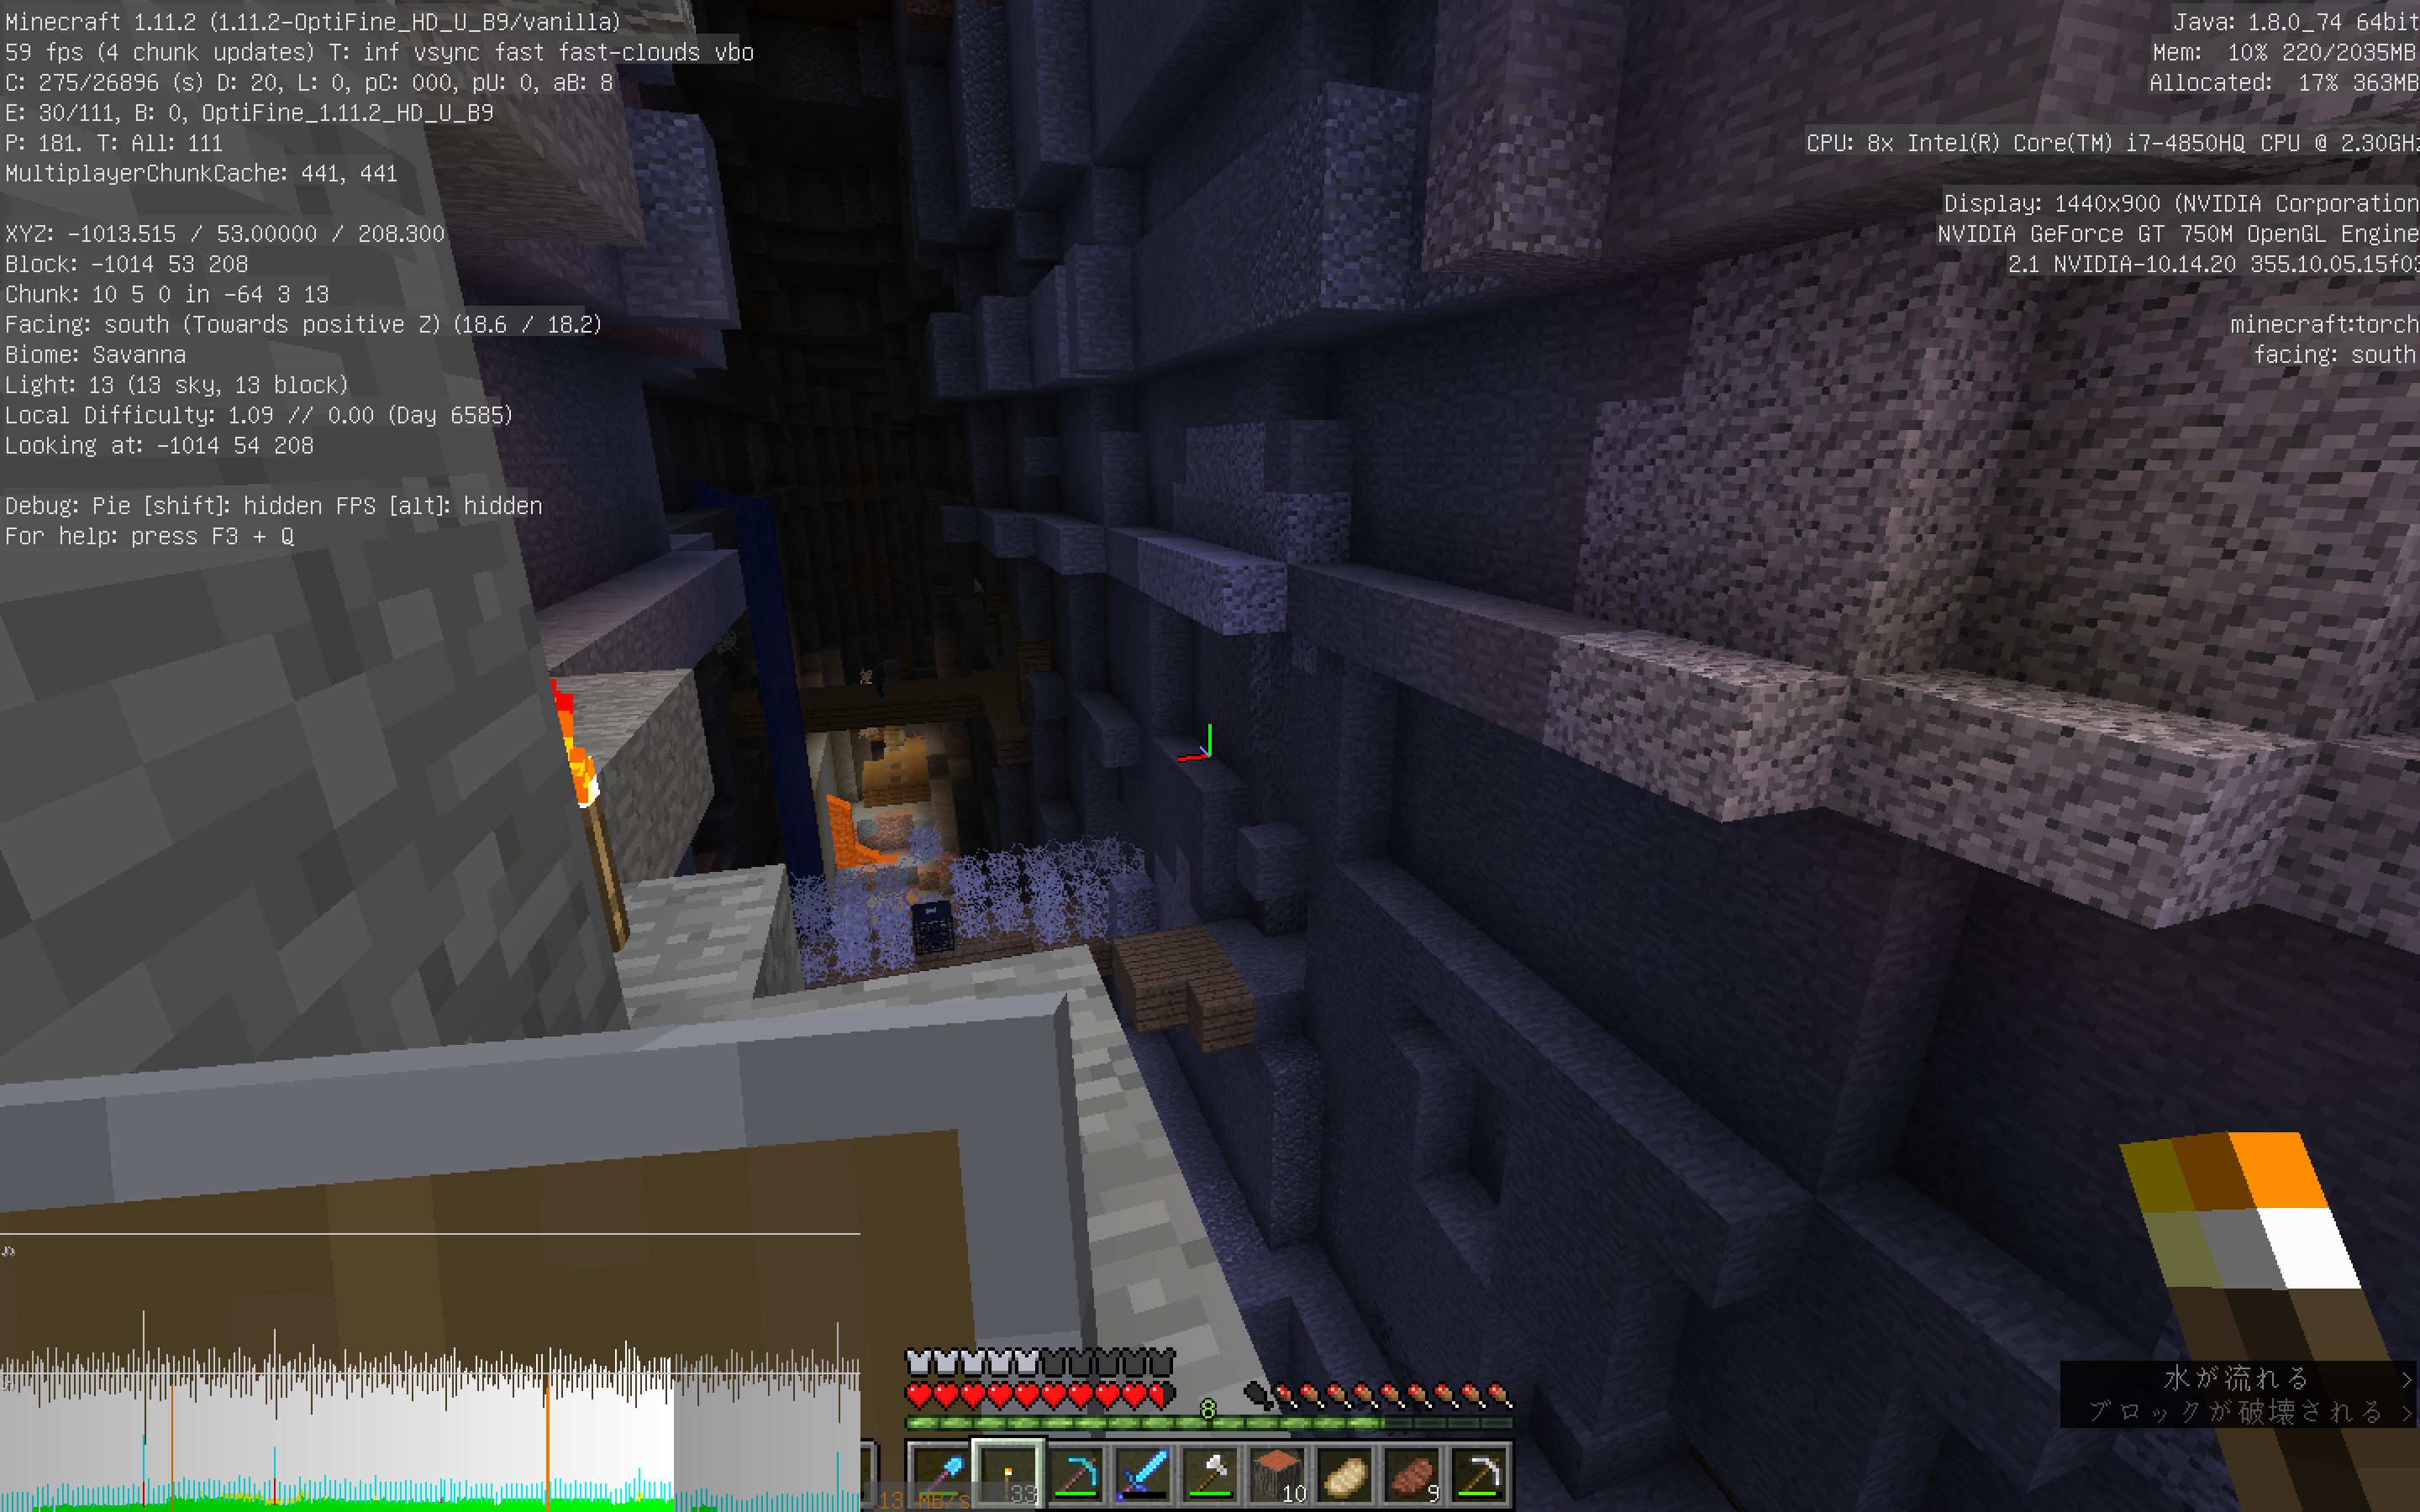 Minecraft 1.11.2 (1.11.2-OptiFine_HD_U_B9/vanilla)
59 fps (4 chunk updates) T: inf vsync fast fast-clouds vbo
C: 275/26896 (s) D: 20, L: 0, pC: 000, pU: 0, aB: 8
E: 30/111, B: 0, OptiFine_1.11.2_HD_U_B9
P: 181. T: All: 111
MultiplayerChunkCache: 441, 441
XYZ: -1013.515 / 53.00000 / 208.300
Block: -1014 53 208
Chunk: 10 5 0 in -64 3 13
Facing: south (Towards positive Z) (18.6 / 18.2)
Biome: Savanna
Light: 13 (13 sky, 13 block)
Local Difficulty: 1.09 // 0.00 (Day 6585)
Looking at: -1014 54 208
Debug: Pie [shift]: hidden FPS [alt]: hidden
For help: press F3 + Q
Java: 1.8.0_74 64bit
Mem: 10% 220/2035MB
Allocated: 17% 363MB
CPU: 8x Intel(R) Core(TM) i7-4850HQ CPU @ 2.30GHz
Display: 1440x900 (NVIDIA Corporation
NVIDIA GeForce GT 750M OpenGL Engine
2.1 NVIDIA-10.14.20 355.10.05.15f03
minecraft:torch
facing: south
水が流れる >
ブロックが破壊される >
8
13 MB/s
33
10
9